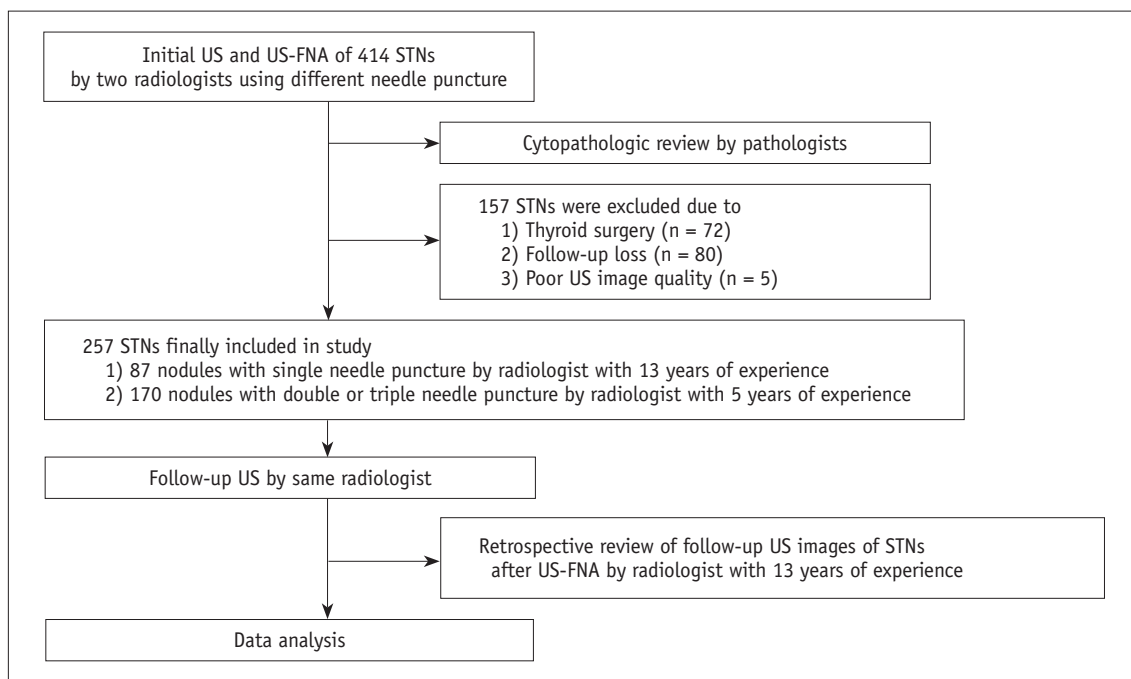 Initial US and US-FNA of 414 STNs
by two radiologists using different needle puncture
Cytopathologic review by pathologists
157 STNs were excluded due to
1) Thyroid surgery (n = 72)
2) Follow-up loss (n = 80)
3) Poor US image quality (n = 5)
257 STNs finally included in study
1) 87 nodules with single needle puncture by radiologist with 13 years of experience
2) 170 nodules with double or triple needle puncture by radiologist with 5 years of experience
Follow-up US by same radiologist
Retrospective review of follow-up US images of STNs
after US-FNA by radiologist with 13 years of experience
Data analysis